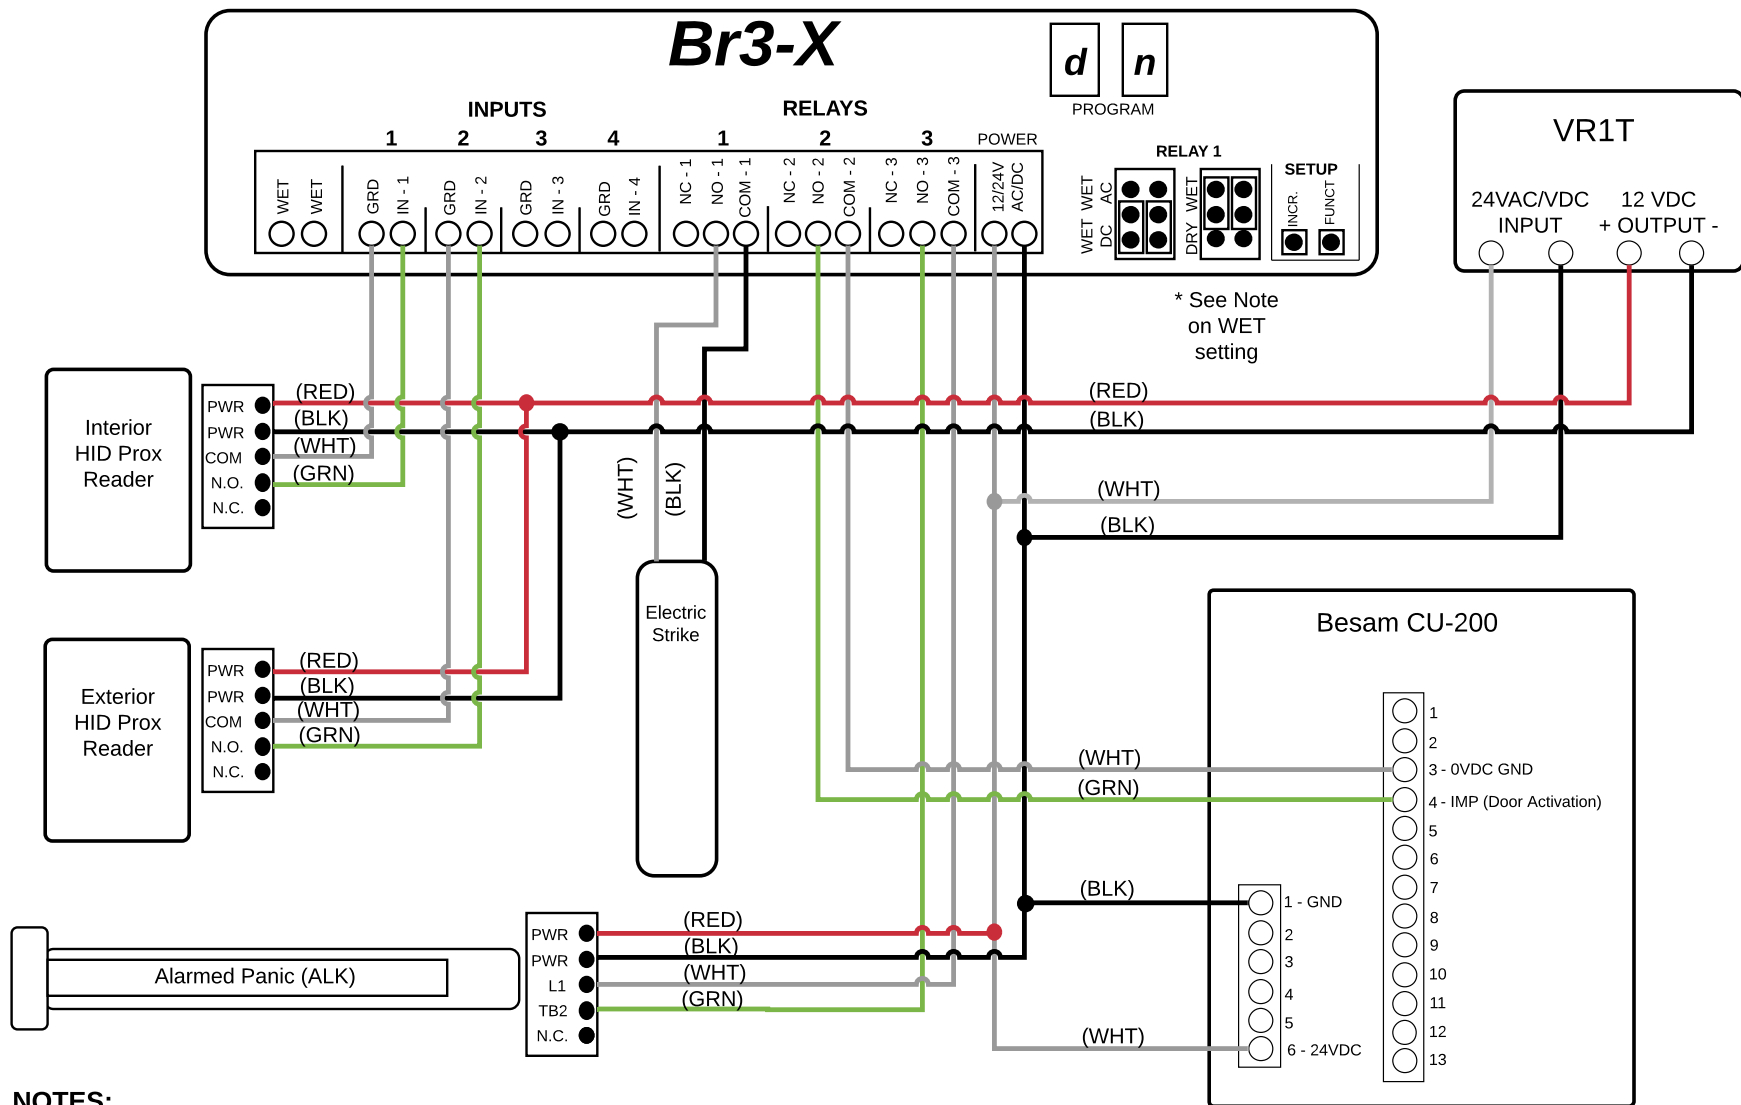 Br3-X
d n
PROGRAM
INPUTS
RELAYS
1 2 3 4 1 2 3 POWER
WET
WET
GRD
IN - 1
GRD
IN - 2
GRD
IN - 3
GRD
IN - 4
NC - 1
NO - 1
COM - 1
NC - 2
NO - 2
COM - 2
NC - 3
NO - 3
COM - 3
12/24V
AC/DC
RELAY 1
WET WET
DC AC
DRY WET
SETUP
INCR.
FUNCT
VR1T
24VAC/VDC
INPUT
12 VDC
+ OUTPUT -
* See Note
on WET
setting
Interior
HID Prox
Reader
PWR (RED)
PWR (BLK)
COM (WHT)
N.O. (GRN)
N.C.
(RED)
(BLK)
(WHT)
(BLK)
(WHT)
(BLK)
Electric
Strike
Exterior
HID Prox
Reader
PWR (RED)
PWR (BLK)
COM (WHT)
N.O. (GRN)
N.C.
Besam CU-200
(WHT)
(GRN)
(BLK)
(WHT)
1
2
3 - 0VDC GND
4 - IMP (Door Activation)
5
6
7
8
9
10
11
12
13
1 - GND
2
3
4
5
6 - 24VDC
Alarmed Panic (ALK)
PWR (RED)
PWR (BLK)
L1 (WHT)
TB2 (GRN)
N.C.
NOTES: